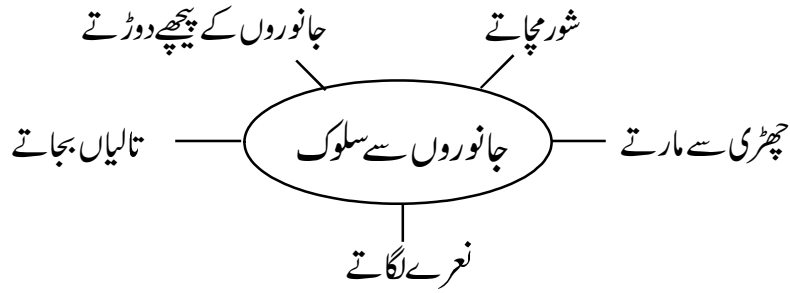 شور مچاتے
جانوروں کے پیچھے دوڑتے
چھڑی سے مارتے
جانوروں سے سلوک
تالیاں بجاتے
نعرے لگاتے